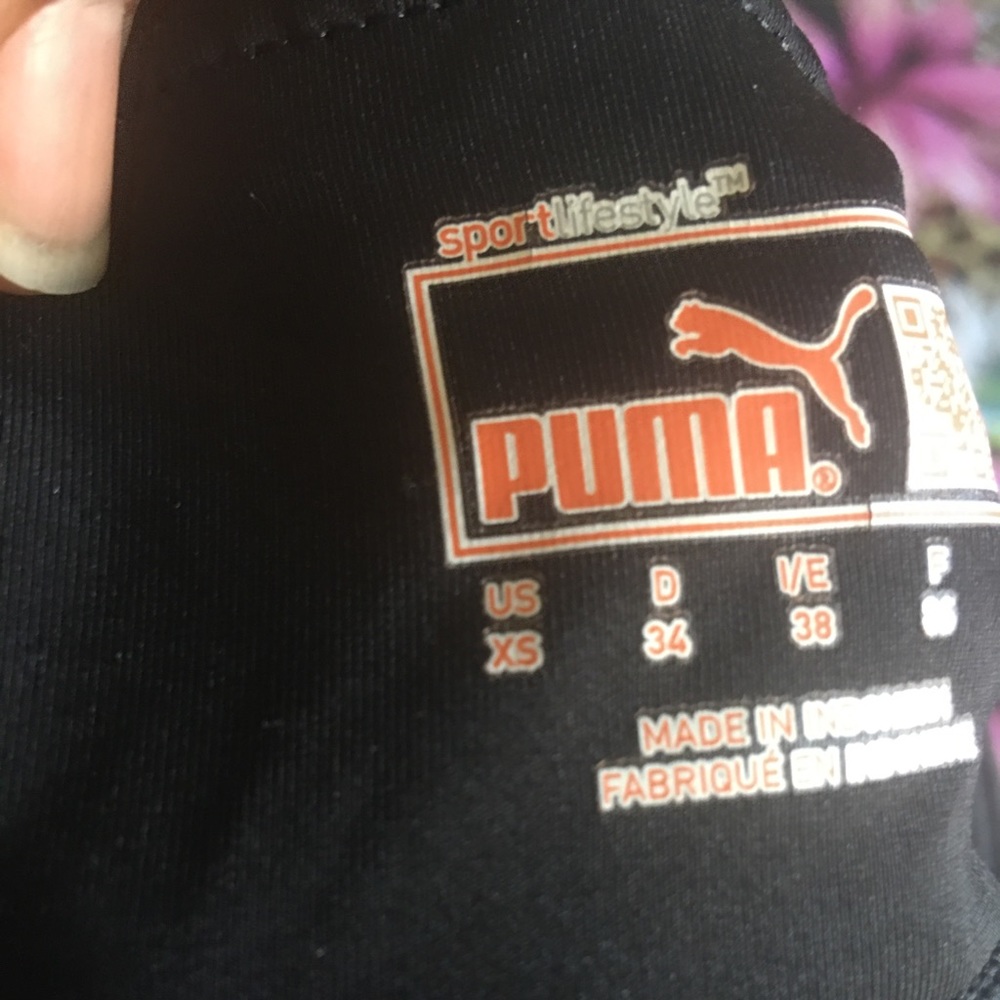 sportlifestyle™
PUMA®
US D I/E F
XS 34 38
MADE IN
FABRIQUÉ EN